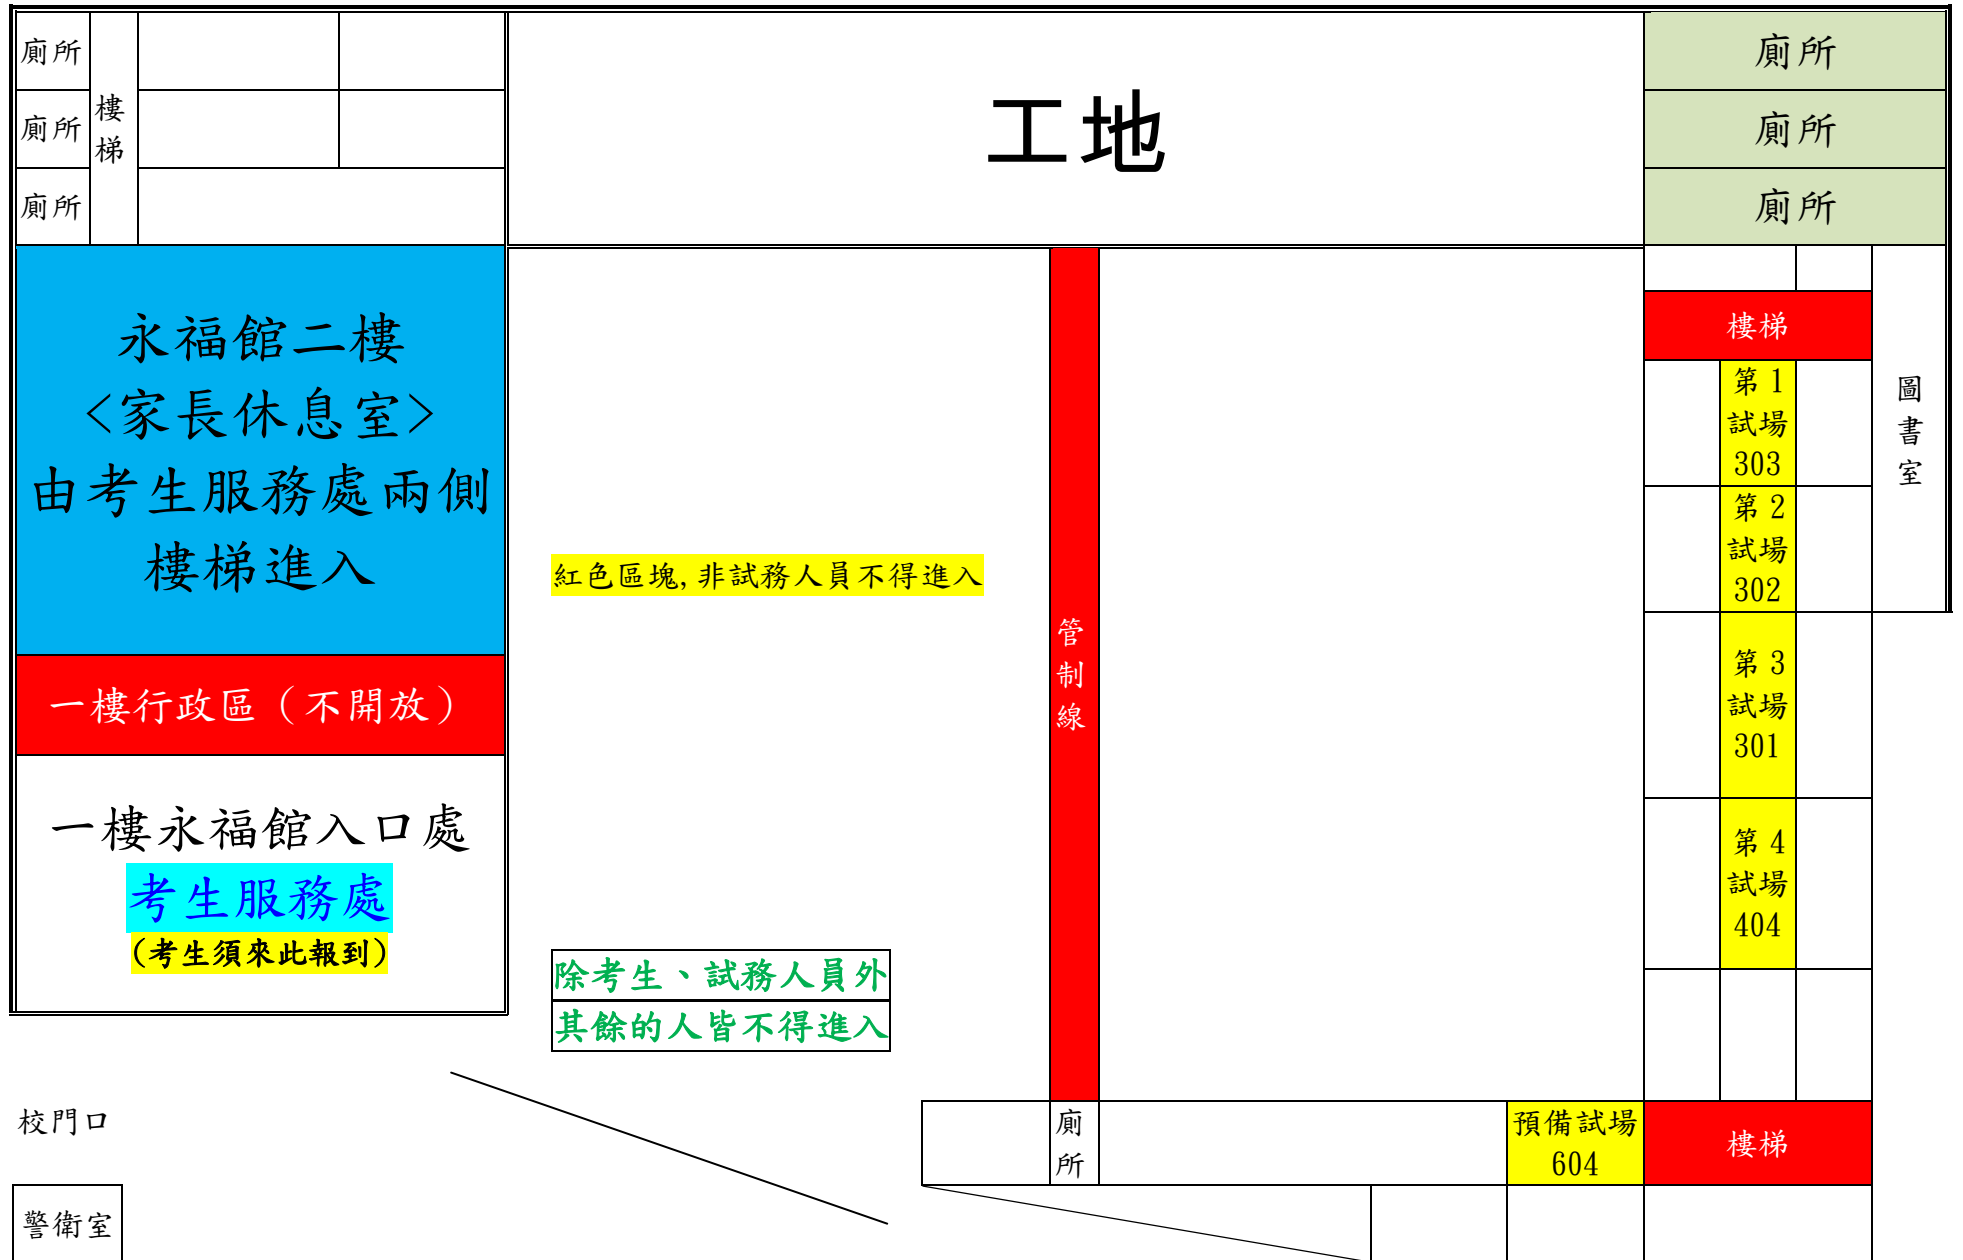 廁所
廁所
廁所
樓
梯
工地
廁所
廁所
廁所
永福館二樓
<家長休息室>
由考生服務處兩側
樓梯進入
一樓行政區（不開放）
一樓永福館入口處
考生服務處
(考生須來此報到)
紅色區塊,非試務人員不得進入
除考生、試務人員外
其餘的人皆不得進入
管
制
線
樓梯
第 1
試場
303
第 2
試場
302
第 3
試場
301
第 4
試場
404
圖
書
室
校門口
警衛室
廁
所
預備試場
604
樓梯